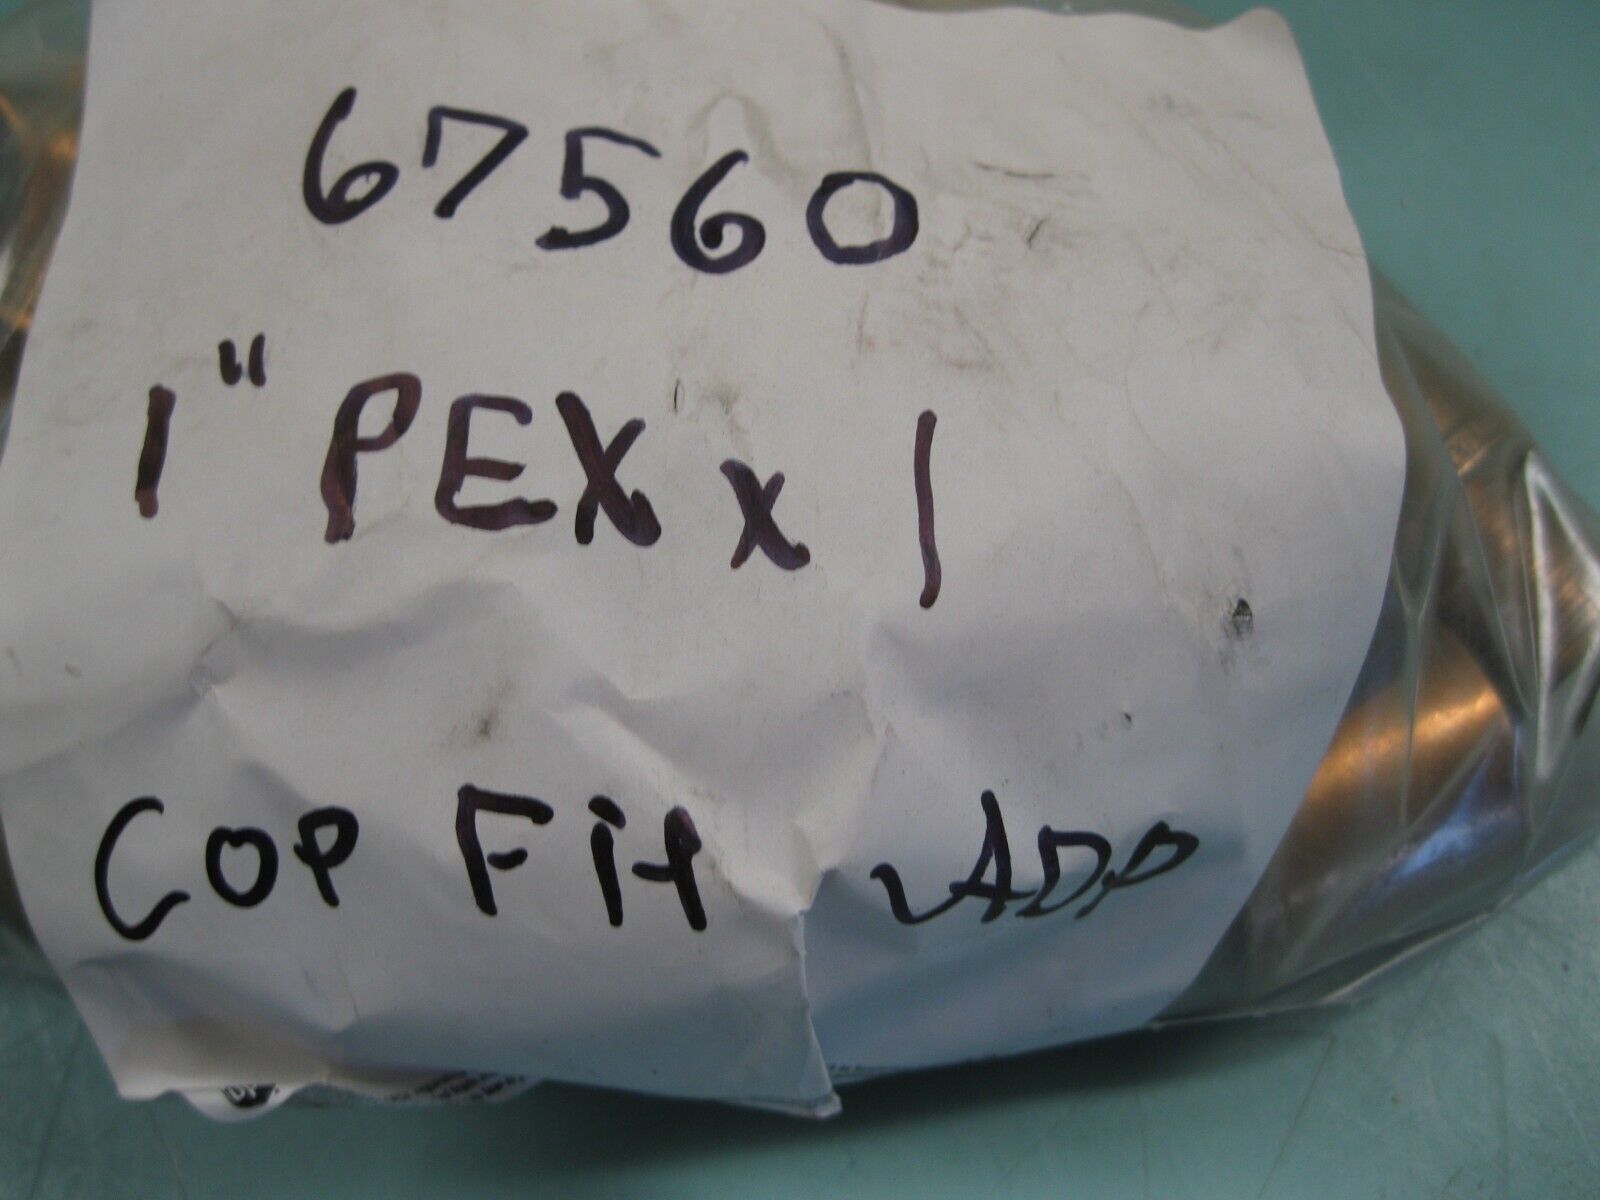 67560
1" PEX x 1
COP Fit ADP